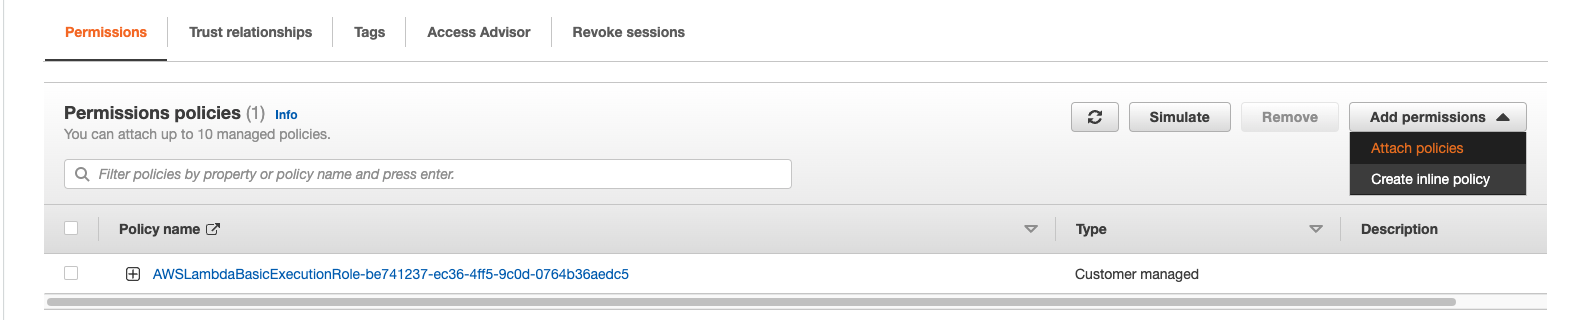 Permissions Trust relationships Tags Access Advisor Revoke sessions
Permissions policies (1) Info
You can attach up to 10 managed policies.
Simulate Remove Add permissions
Attach policies
Create inline policy
Filter policies by property or policy name and press enter.
Policy name Type Description
AWSLambdaBasicExecutionRole-be741237-ec36-4ff5-9c0d-0764b36aedc5 Customer managed